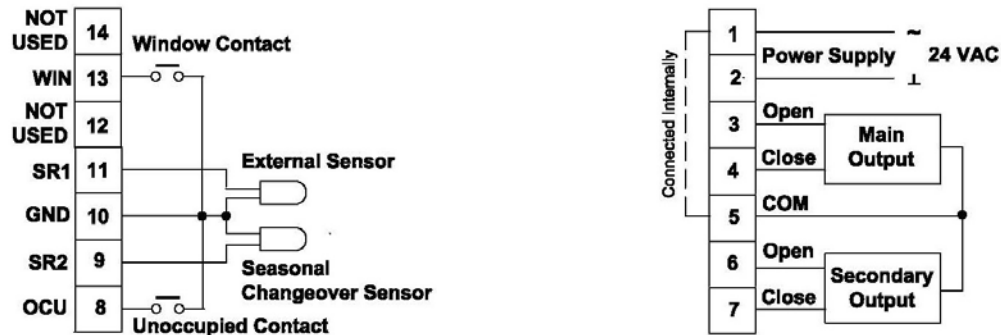 NOT
USED
14
Window Contact
WIN
13
NOT
USED
12
SR1
11
External Sensor
GND
10
SR2
9
Seasonal
Changeover Sensor
OCU
8
Unoccupied Contact
Connected Internally
1
~
Power Supply
24 VAC
2
⊥
3
Open
Main
Output
4
Close
5
COM
6
Open
Secondary
Output
7
Close